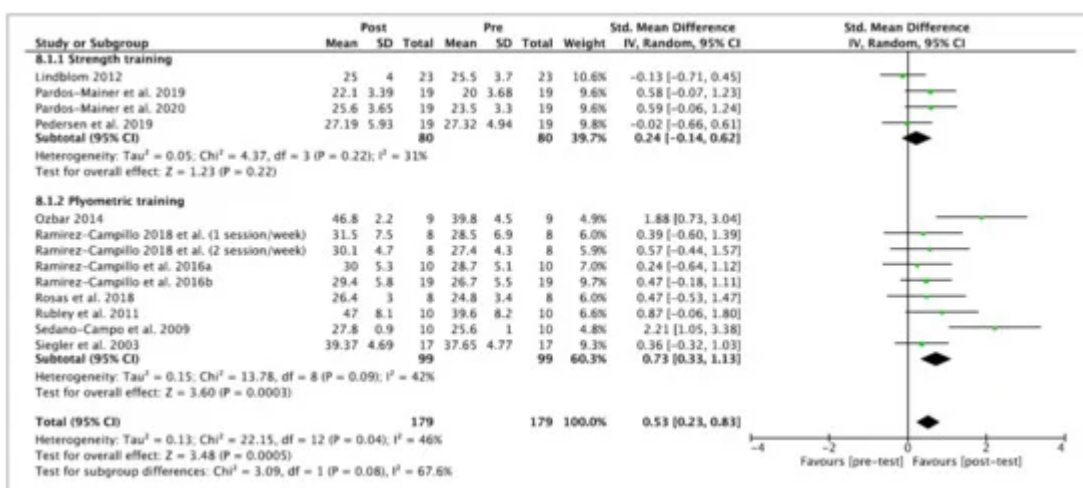 Post Pre Std. Mean Difference Std. Mean Difference
Study or Subgroup Mean SD Total Mean SD Total Weight IV, Random, 95% CI IV, Random, 95% CI
8.1.1 Strength training
Lindblom 2012 25 4 23 25.5 3.7 23 10.6% -0.13 [-0.71, 0.45]
Pardos-Mainer et al. 2019 22.1 3.39 19 20 3.68 19 9.6% 0.58 [-0.07, 1.23]
Pardos-Mainer et al. 2020 25.6 3.65 19 23.5 3.3 19 9.6% 0.59 [-0.06, 1.24]
Pedersen et al. 2019 27.19 5.93 19 27.32 4.94 19 9.8% -0.02 [-0.66, 0.61]
Subtotal (95% CI) 80 80 39.7% 0.24 [-0.14, 0.62]
Heterogeneity: Tau² = 0.05; Chi² = 4.37, df = 3 (P = 0.22); I² = 31%
Test for overall effect: Z = 1.23 (P = 0.22)
8.1.2 Plyometric training
Ozbar 2014 46.8 2.2 9 39.8 4.5 9 4.9% 1.88 [0.73, 3.04]
Ramirez-Campillo 2018 et al. (1 session/week) 31.5 7.5 8 28.5 6.9 8 6.0% 0.39 [-0.60, 1.39]
Ramirez-Campillo 2018 et al. (2 session/week) 30.1 4.7 8 27.4 4.3 8 5.9% 0.57 [-0.44, 1.57]
Ramirez-Campillo et al. 2016a 30 5.3 10 28.7 5.1 10 7.0% 0.24 [-0.64, 1.12]
Ramirez-Campillo et al. 2016b 29.4 5.8 19 26.7 5.5 19 9.7% 0.47 [-0.18, 1.11]
Rosas et al. 2018 26.4 3 8 24.8 3.4 8 6.0% 0.47 [-0.53, 1.47]
Rubley et al. 2011 47 8.1 10 39.6 8.2 10 6.6% 0.87 [-0.06, 1.80]
Sedano-Campo et al. 2009 27.8 0.9 10 25.6 1 10 4.8% 2.21 [1.05, 3.38]
Siegler et al. 2003 39.37 4.69 17 37.65 4.77 17 9.3% 0.36 [-0.32, 1.03]
Subtotal (95% CI) 99 99 60.3% 0.73 [0.33, 1.13]
Heterogeneity: Tau² = 0.15; Chi² = 13.78, df = 8 (P = 0.09); I² = 42%
Test for overall effect: Z = 3.60 (P = 0.0003)
Total (95% CI) 179 179 100.0% 0.53 [0.23, 0.83]
Heterogeneity: Tau² = 0.13; Chi² = 22.15, df = 12 (P = 0.04); I² = 46%
Test for overall effect: Z = 3.48 (P = 0.0005)
Test for subgroup differences: Chi² = 3.09, df = 1 (P = 0.08), I² = 67.6%
-4 -2 0 2 4
Favours [pre-test] Favours [post-test]